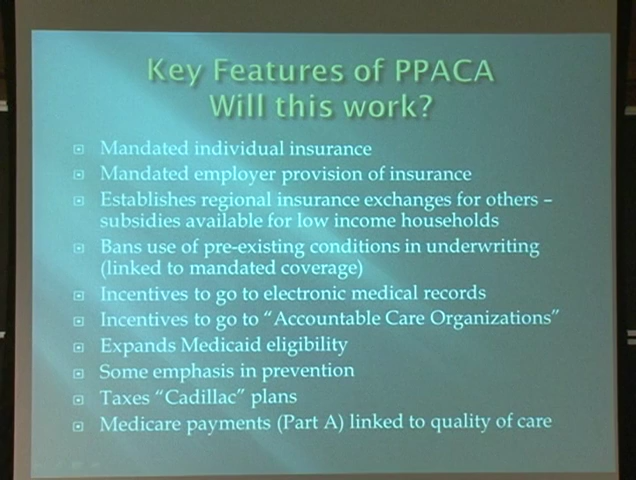 Key Features of PPACA
Will this work?
Mandated individual insurance
Mandated employer provision of insurance
Establishes regional insurance exchanges for others –
subsidies available for low income households
Bans use of pre-existing conditions in underwriting
(linked to mandated coverage)
Incentives to go to electronic medical records
Incentives to go to “Accountable Care Organizations”
Expands Medicaid eligibility
Some emphasis in prevention
Taxes “Cadillac” plans
Medicare payments (Part A) linked to quality of care